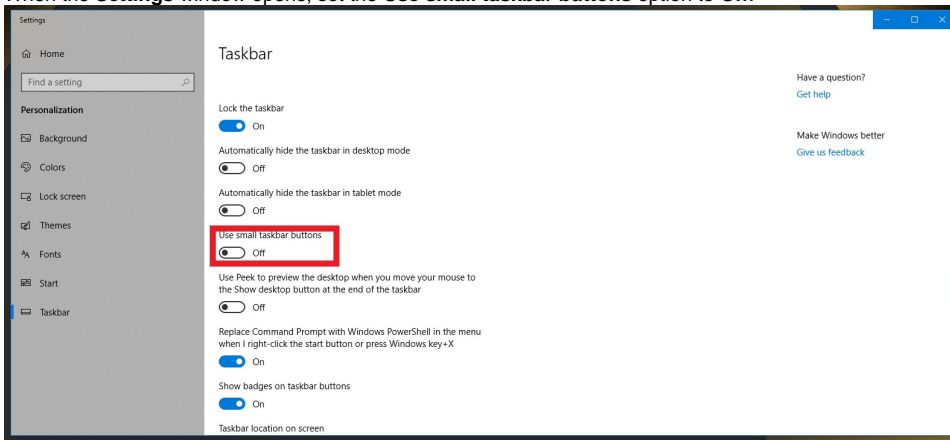 Settings
Home
Find a setting
Personalization
Background
Colors
Lock screen
Themes
Fonts
Start
Taskbar
Taskbar
Lock the taskbar
On
Automatically hide the taskbar in desktop mode
Off
Automatically hide the taskbar in tablet mode
Off
Use small taskbar buttons
Off
Use Peek to preview the desktop when you move your mouse to
the Show desktop button at the end of the taskbar
Off
Replace Command Prompt with Windows PowerShell in the menu
when I right-click the start button or press Windows key+X
On
Show badges on taskbar buttons
On
Taskbar location on screen
Have a question?
Get help
Make Windows better
Give us feedback